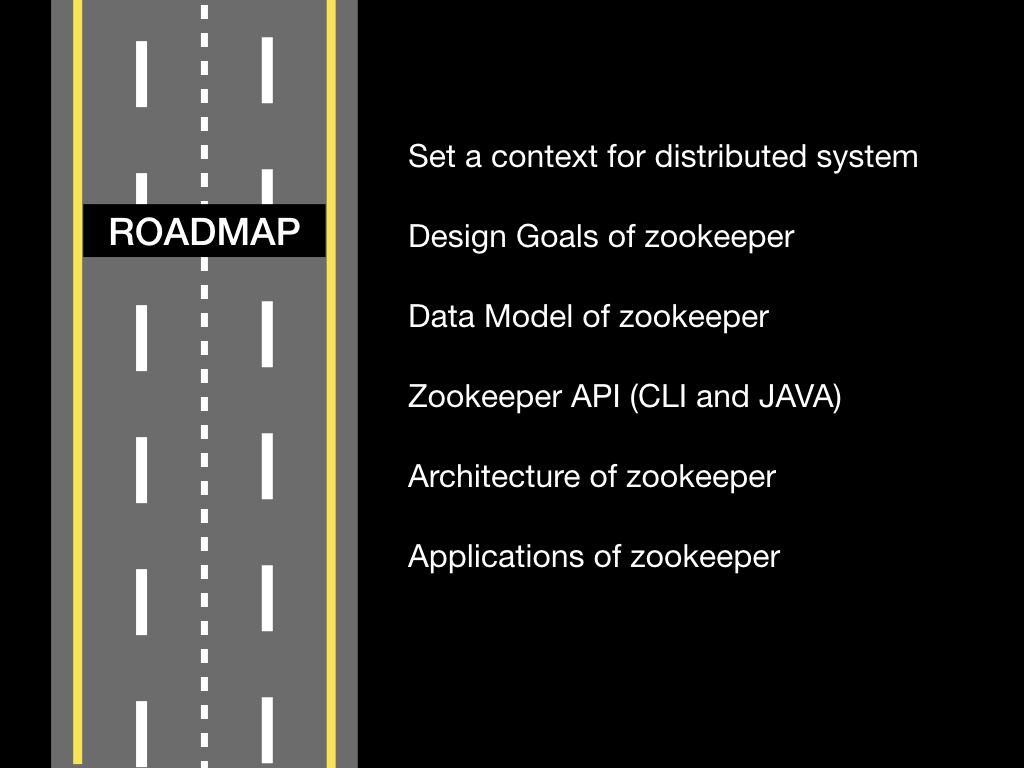 ROADMAP
Set a context for distributed system
Design Goals of zookeeper
Data Model of zookeeper
Zookeeper API (CLI and JAVA)
Architecture of zookeeper
Applications of zookeeper